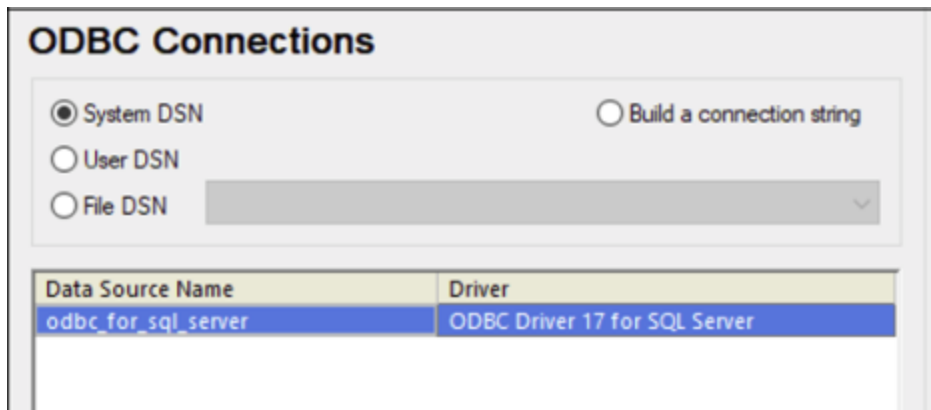 ODBC Connections
System DSN
Build a connection string
User DSN
File DSN
Data Source Name Driver
odbc_for_sql_server ODBC Driver 17 for SQL Server